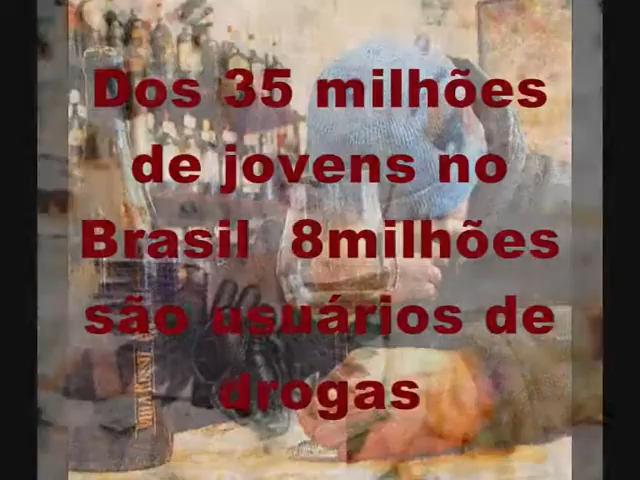 Dos 35 milhões
de jovens no
Brasil 8milhões
são usuários de
drogas